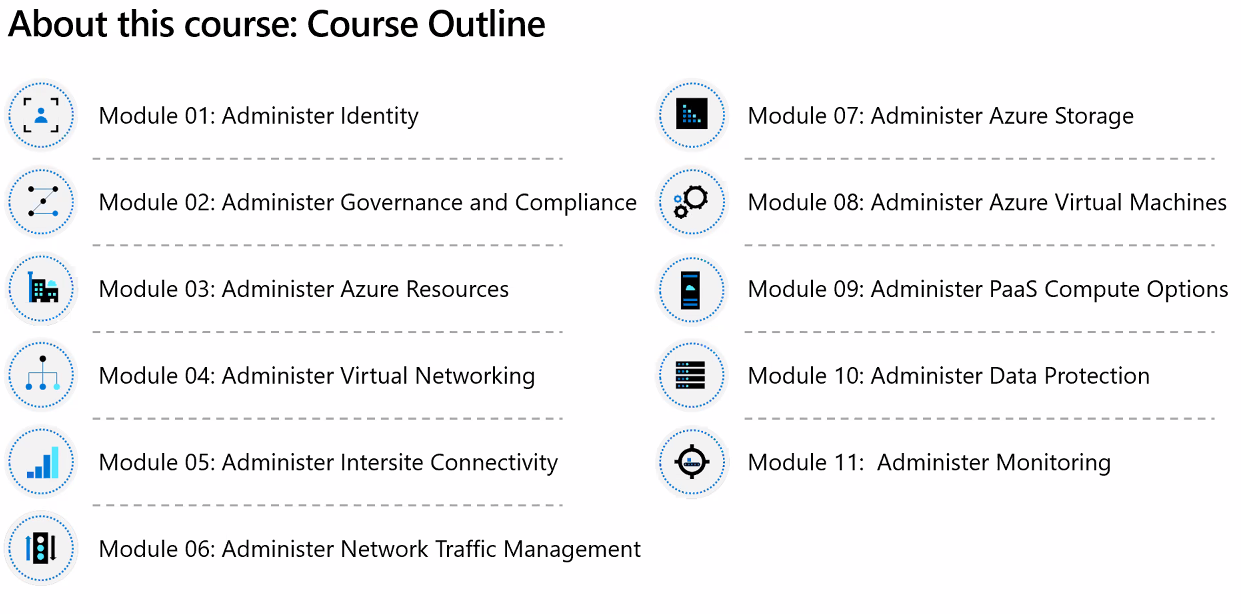 About this course: Course Outline
Module 01: Administer Identity
Module 02: Administer Governance and Compliance
Module 03: Administer Azure Resources
Module 04: Administer Virtual Networking
Module 05: Administer Intersite Connectivity
Module 06: Administer Network Traffic Management
Module 07: Administer Azure Storage
Module 08: Administer Azure Virtual Machines
Module 09: Administer PaaS Compute Options
Module 10: Administer Data Protection
Module 11:  Administer Monitoring